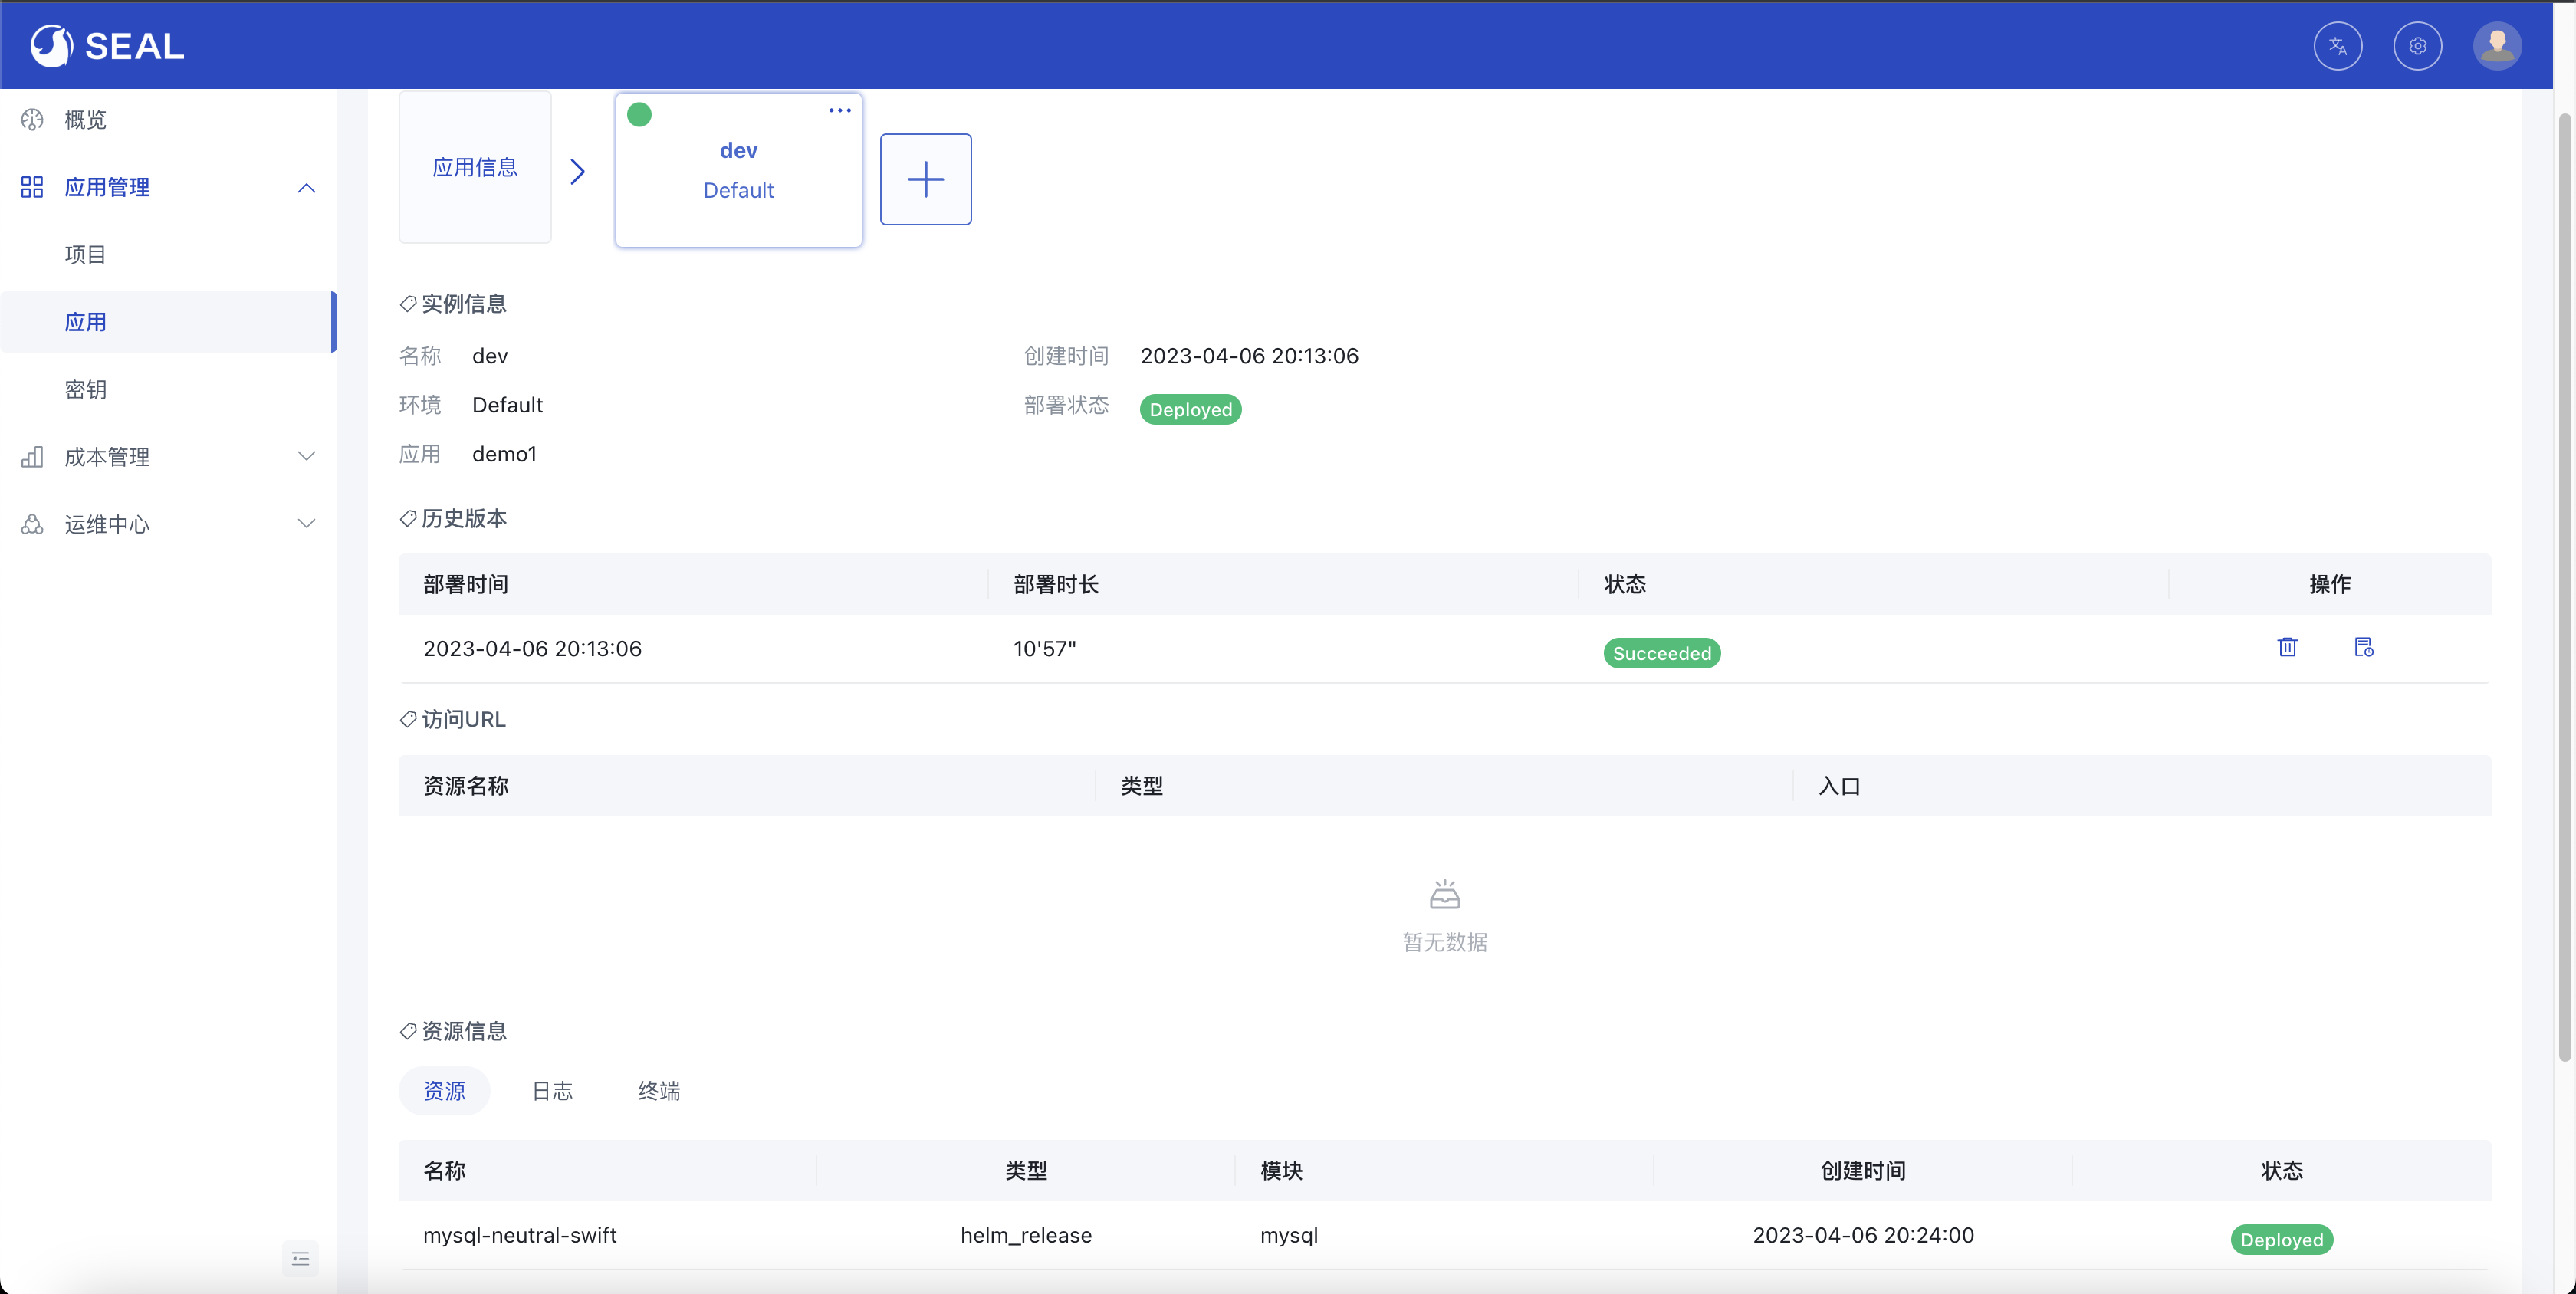 SEAL
概览
应用管理
项目
应用
密钥
成本管理
运维中心
应用信息
dev
Default
实例信息
名称 dev 创建时间 2023-04-06 20:13:06
环境 Default 部署状态 Deployed
应用 demo1
历史版本
部署时间 部署时长 状态 操作
2023-04-06 20:13:06 10'57" Succeeded
访问URL
资源名称 类型 入口
暂无数据
资源信息
资源 日志 终端
名称 类型 模块 创建时间 状态
mysql-neutral-swift helm_release mysql 2023-04-06 20:24:00 Deployed